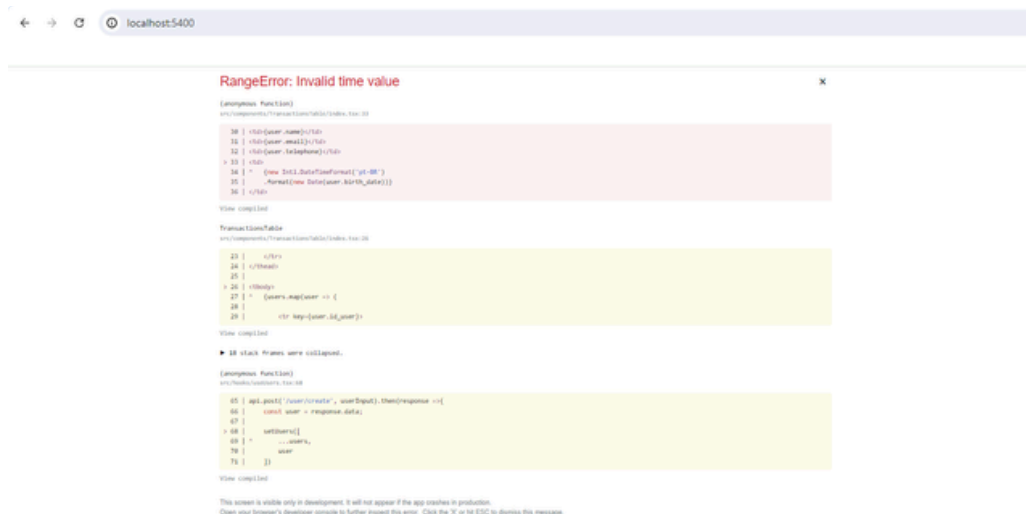 localhost:5400
RangeError: Invalid time value
x
(anonymous function)
src/components/TransactionsTable/index.tsx:33
30 | <td>{user.name}</td>
31 | <td>{user.email}</td>
32 | <td>{user.telephone}</td>
> 33 | <td>
34 | ^ {new Intl.DateTimeFormat('pt-BR')
35 | .format(new Date(user.birth_date))}
36 | </td>
View compiled
TransactionsTable
src/components/TransactionsTable/index.tsx:26
23 | </tr>
24 | </thead>
25 |
> 26 | <tbody>
27 | ^ {users.map(user => {
28 |
29 | <tr key={user.id_user}>
View compiled
▶ 18 stack frames were collapsed.
(anonymous function)
src/hooks/useUsers.tsx:68
65 | api.post('/user/create', userInput).then(response =>{
66 | const user = response.data;
67 |
> 68 | setUsers([
69 | ^ ...users,
70 | user
71 | ])
View compiled
This screen is visible only in development. It will not appear if the app crashes in production.
Open your browser's developer console to further inspect this error. Click the 'X' or hit ESC to dismiss this message.